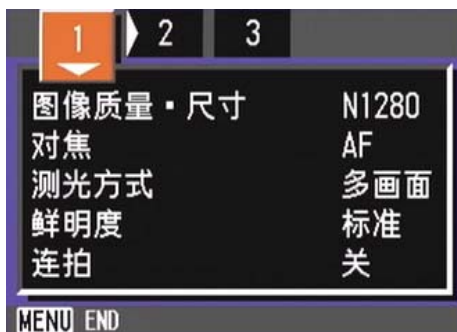 1 2 3
图像质量・尺寸 N1280
对焦 AF
测光方式 多画面
鲜明度 标准
连拍 关
MENU END